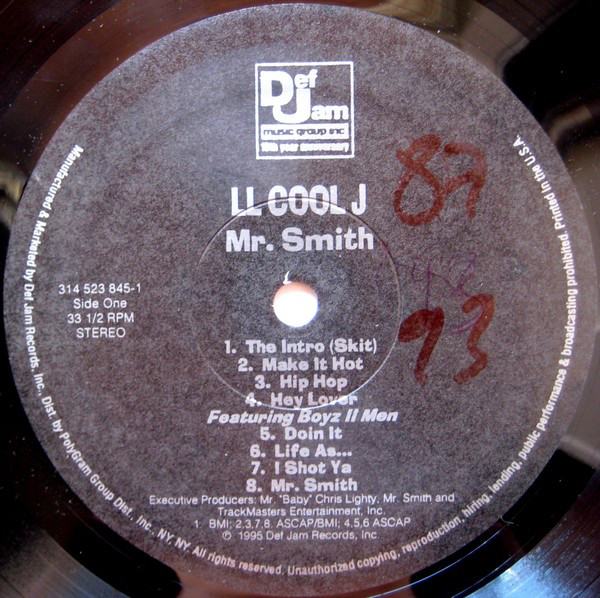 Def
Jam
music group inc
10th year anniversary
LL COOL J
Mr. Smith
87
93
314 523 845-1
Side One
33 1/2 RPM
STEREO
1. The Intro (Skit)
2. Make It Hot
3. Hip Hop
4. Hey Lover
Featuring Boyz II Men
5. Doin It
6. Life As...
7. I Shot Ya
8. Mr. Smith
Executive Producers: Mr. "Baby" Chris Lighty, Mr. Smith and
TrackMasters Entertainment, Inc.
1. BMI; 2.3.7.8. ASCAP/BMI; 4.5.6 ASCAP
© 1995 Def Jam Records, Inc.
Manufactured & Marketed by Def Jam Records, Inc., Dist. by PolyGram Group Dist., Inc., NY, NY. All rights reserved. Unauthorized copying, reproduction, hiring, lending, public performance & broadcasting prohibited. Printed in the U.S.A.